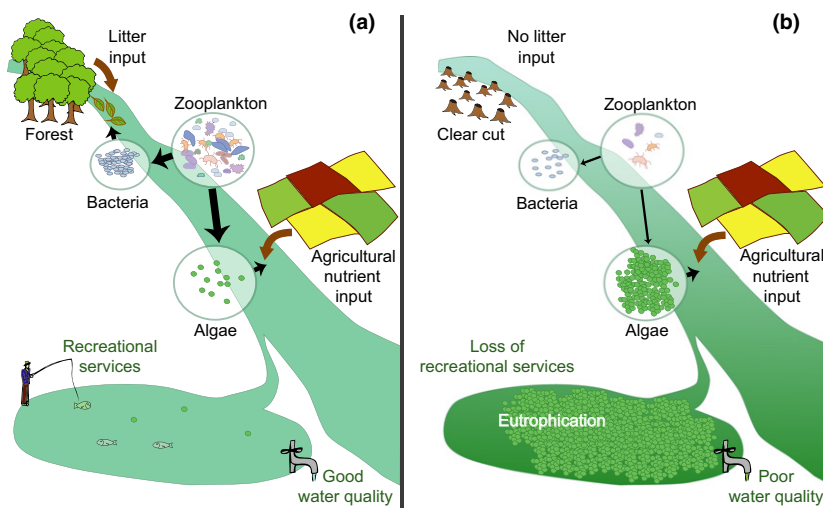 (a)
Litter
input
Zooplankton
Forest
Bacteria
Agricultural
nutrient
input
Algae
Recreational
services
Good
water quality
(b)
No litter
input
Zooplankton
Clear cut
Bacteria
Agricultural
nutrient
input
Algae
Loss of
recreational services
Eutrophication
Poor
water quality